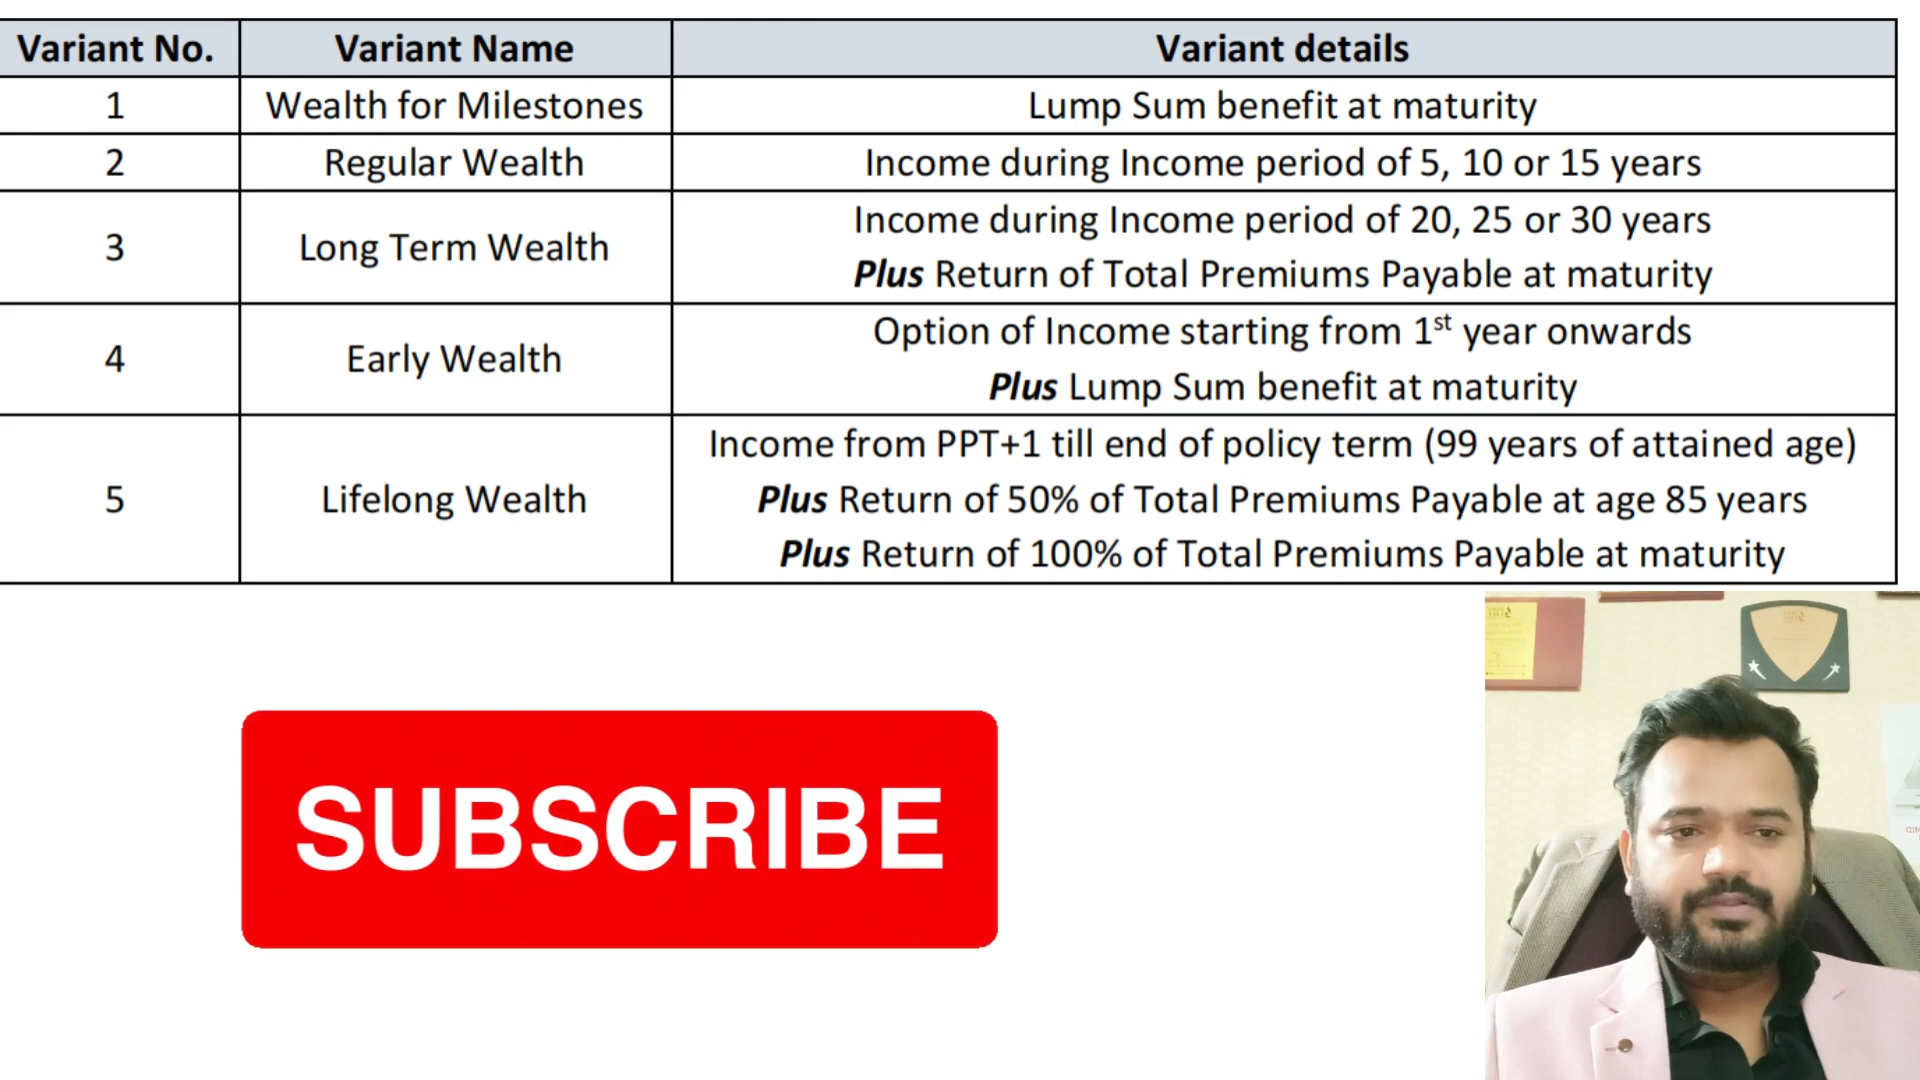 Variant No. Variant Name Variant details
1 Wealth for Milestones Lump Sum benefit at maturity
2 Regular Wealth Income during Income period of 5, 10 or 15 years
3 Long Term Wealth Income during Income period of 20, 25 or 30 years
Plus Return of Total Premiums Payable at maturity
4 Early Wealth Option of Income starting from 1st year onwards
Plus Lump Sum benefit at maturity
5 Lifelong Wealth Income from PPT+1 till end of policy term (99 years of attained age)
Plus Return of 50% of Total Premiums Payable at age 85 years
Plus Return of 100% of Total Premiums Payable at maturity
SUBSCRIBE